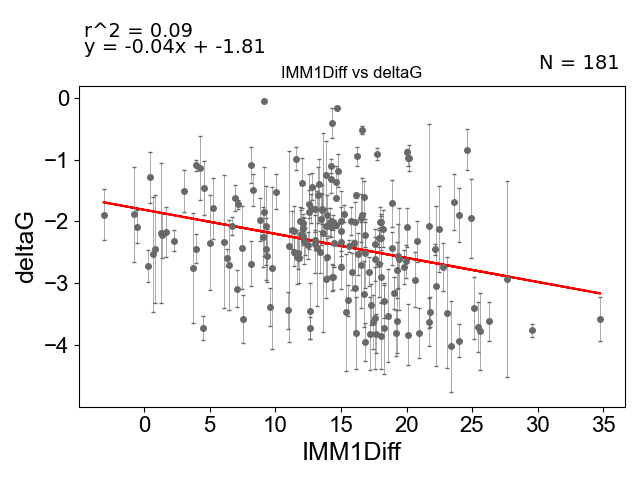 r^2 = 0.09
y = -0.04x + -1.81
N = 181
IMM1Diff vs deltaG
deltaG
0
−1
−2
−3
−4
0 5 10 15 20 25 30 35
IMM1Diff